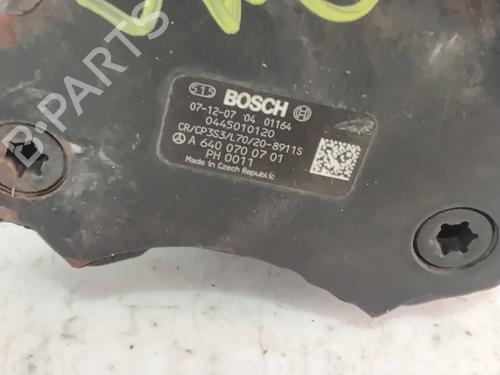 515 BOSCH
07-12-07 04 01164
0445010120
CR/CP3S3/L70/20-8911S
A 640 070 07 01
PH 0011
Made in Czech Republic
B-PARTS